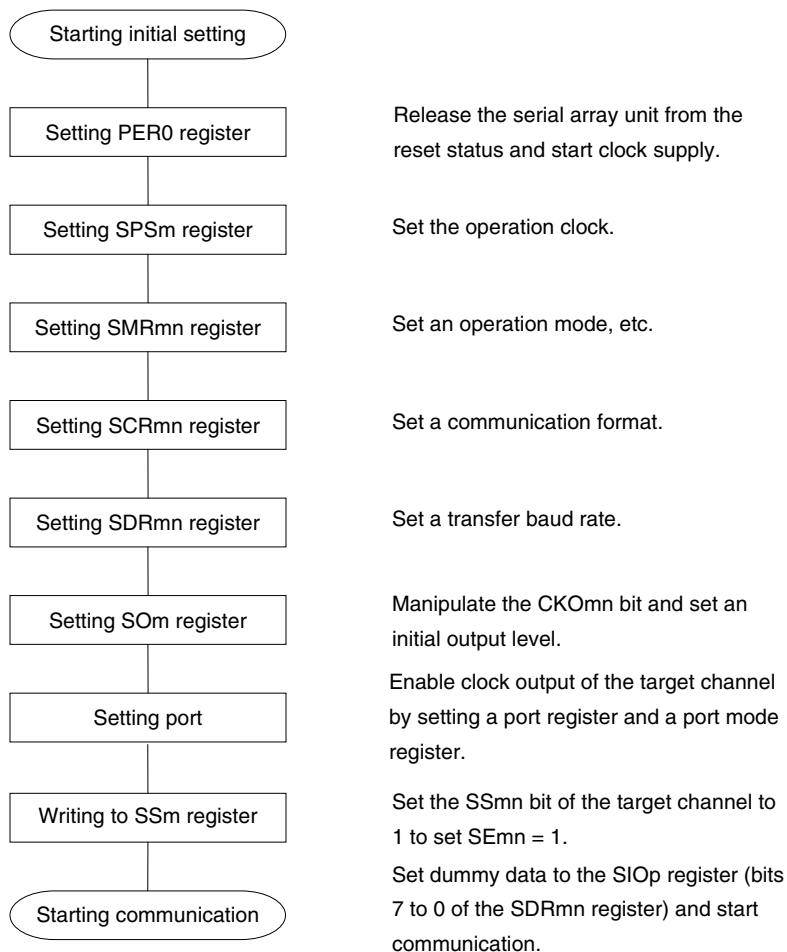 Starting initial setting
Setting PER0 register
Release the serial array unit from the
reset status and start clock supply.
Setting SPSm register
Set the operation clock.
Setting SMRmn register
Set an operation mode, etc.
Setting SCRmn register
Set a communication format.
Setting SDRmn register
Set a transfer baud rate.
Setting SOm register
Manipulate the CKOmn bit and set an
initial output level.
Setting port
Enable clock output of the target channel
by setting a port register and a port mode
register.
Writing to SSm register
Set the SSmn bit of the target channel to
1 to set SEmn = 1.
Starting communication
Set dummy data to the SIOp register (bits
7 to 0 of the SDRmn register) and start
communication.